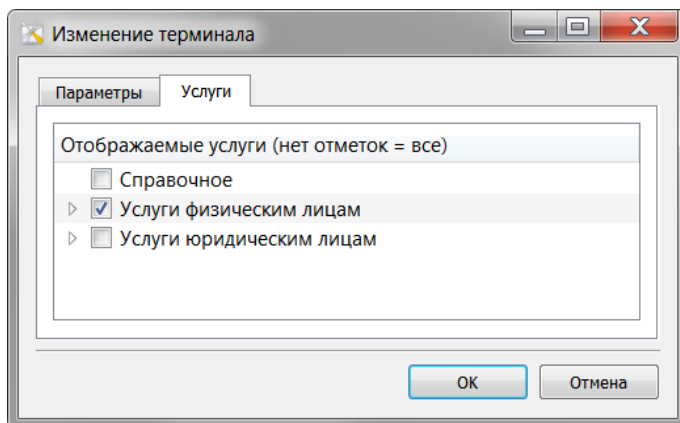 Изменение терминала
Параметры Услуги
Отображаемые услуги (нет отметок = все)
Справочное
Услуги физическим лицам
Услуги юридическим лицам
ОК Отмена